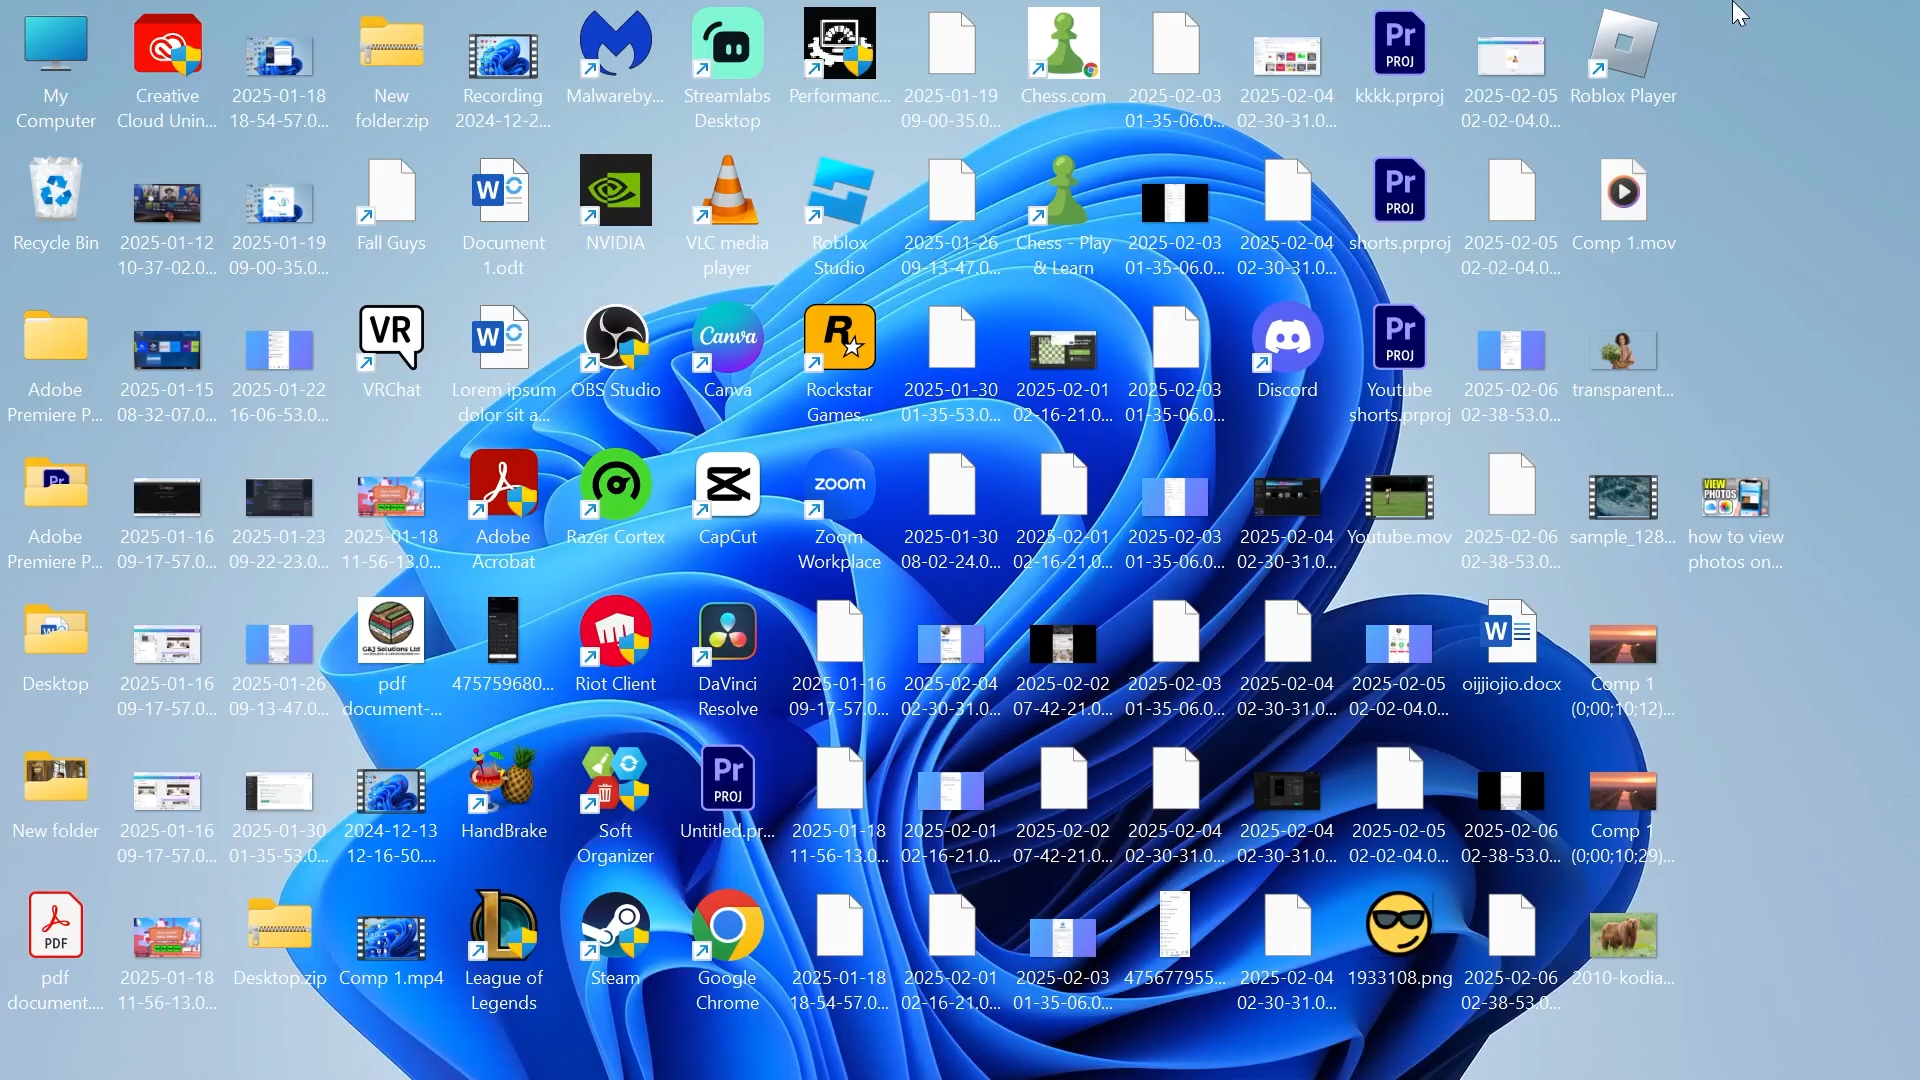 My
Computer
Creative
Cloud Unin...
2025-01-18
18-54-57.0...
New
folder.zip
Recording
2024-12-2...
Malwareby...
Streamlabs
Desktop
Performanc...
2025-01-19
09-00-35.0...
Chess.com
2025-02-03
01-35-06.0...
2025-02-04
02-30-31.0...
Pr
PROJ
kkkk.prproj
2025-02-05
02-02-04.0...
Roblox Player
Recycle Bin
2025-01-12
10-37-02.0...
2025-01-19
09-00-35.0...
Fall Guys
W
Document
1.odt
NVIDIA
VLC media
player
Roblox
Studio
2025-01-26
09-13-47.0...
Chess - Play
& Learn
2025-02-03
01-35-06.0...
2025-02-04
02-30-31.0...
Pr
PROJ
shorts.prproj
2025-02-05
02-02-04.0...
Comp 1.mov
Adobe
Premiere P...
2025-01-15
08-32-07.0...
2025-01-22
16-06-53.0...
VR
VRChat
W
Lorem ipsum
dolor sit a...
OBS Studio
Canva
Canva
R
Rockstar
Games...
2025-01-30
01-35-53.0...
2025-02-01
02-16-21.0...
2025-02-03
01-35-06.0...
Discord
Pr
PROJ
Youtube
shorts.prproj
2025-02-06
02-38-53.0...
transparent...
Pr
Adobe
Premiere P...
2025-01-16
09-17-57.0...
2025-01-23
09-22-23.0...
2025-01-18
11-56-13.0...
Adobe
Acrobat
Razer Cortex
CapCut
zoom
Zoom
Workplace
2025-01-30
08-02-24.0...
2025-02-01
02-16-21.0...
2025-02-03
01-35-06.0...
2025-02-04
02-30-31.0...
Youtube.mov
2025-02-06
02-38-53.0...
sample_128...
VIEW
PHOTOS
how to view
photos on...
W
Desktop
2025-01-16
09-17-57.0...
2025-01-26
09-13-47.0...
G&J Solutions Ltd
pdf
document-...
475759680...
Riot Client
DaVinci
Resolve
2025-01-16
09-17-57.0...
2025-02-04
02-30-31.0...
2025-02-02
07-42-21.0...
2025-02-03
01-35-06.0...
2025-02-04
02-30-31.0...
2025-02-05
02-02-04.0...
W
oijjiojio.docx
Comp 1
(0;00;10;12)...
New folder
2025-01-16
09-17-57.0...
2025-01-30
01-35-53.0...
2024-12-13
12-16-50....
HandBrake
Soft
Organizer
Pr
PROJ
Untitled.pr...
2025-01-18
11-56-13.0...
2025-02-01
02-16-21.0...
2025-02-02
07-42-21.0...
2025-02-04
02-30-31.0...
2025-02-04
02-30-31.0...
2025-02-05
02-02-04.0...
2025-02-06
02-38-53.0...
Comp 1
(0;00;10;29)...
PDF
pdf
document....
2025-01-18
11-56-13.0...
Desktop.zip
Comp 1.mp4
League of
Legends
Steam
Google
Chrome
2025-01-18
18-54-57.0...
2025-02-01
02-16-21.0...
2025-02-03
01-35-06.0...
475677955...
2025-02-04
02-30-31.0...
1933108.png
2025-02-06
02-38-53.0...
2010-kodia...